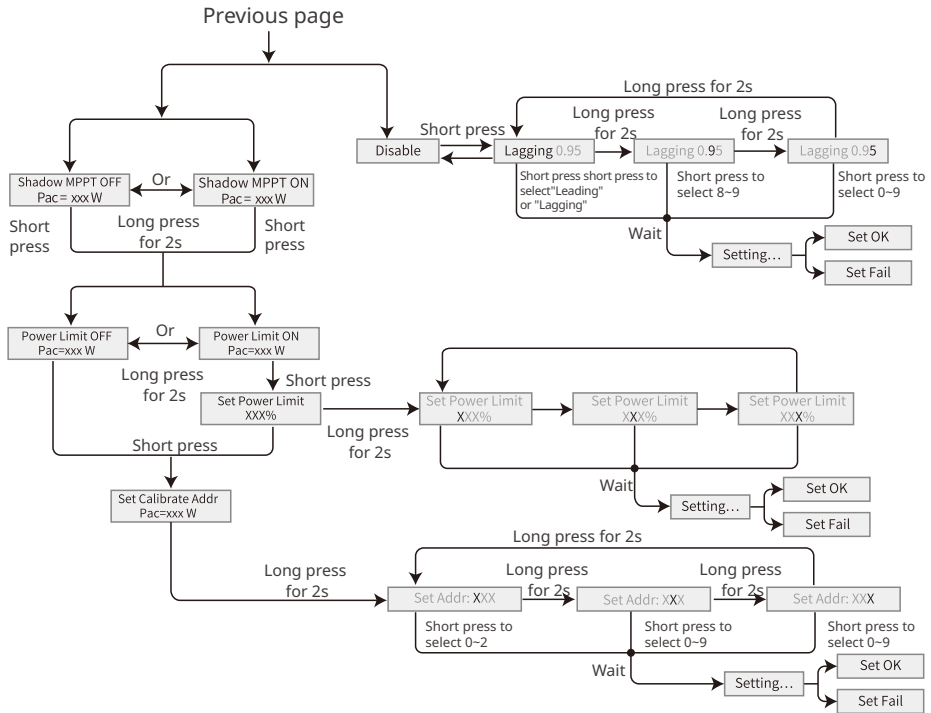 Previous page
Long press for 2s
Short press
Long press
for 2s
Long press
for 2s
Disable
Lagging 0.95
Lagging 0.95
Lagging 0.95
Short press short press to
select"Leading"
or "Lagging"
Short press to
select 8~9
Short press to
select 0~9
Shadow MPPT OFF
Pac= xxx W
Or
Shadow MPPT ON
Pac= xxx W
Short
press
Long press
for 2s
Short
press
Wait
Setting...
Set OK
Set Fail
Power Limit OFF
Pac=xxx W
Or
Power Limit ON
Pac=xxx W
Long press
for 2s
Short press
Set Power Limit
XXX%
Long press
for 2s
Set Power Limit
XXX%
Set Power Limit
XXX%
Set Power Limit
XXX%
Short press
Wait
Setting...
Set OK
Set Fail
Set Calibrate Addr
Pac=xxx W
Long press for 2s
Long press
for 2s
Long press
for 2s
Long press
for 2s
Set Addr: XXX
Set Addr: XXX
Set Addr: XXX
Short press to
select 0~2
Short press to
select 0~9
Short press to
select 0~9
Wait
Setting...
Set OK
Set Fail